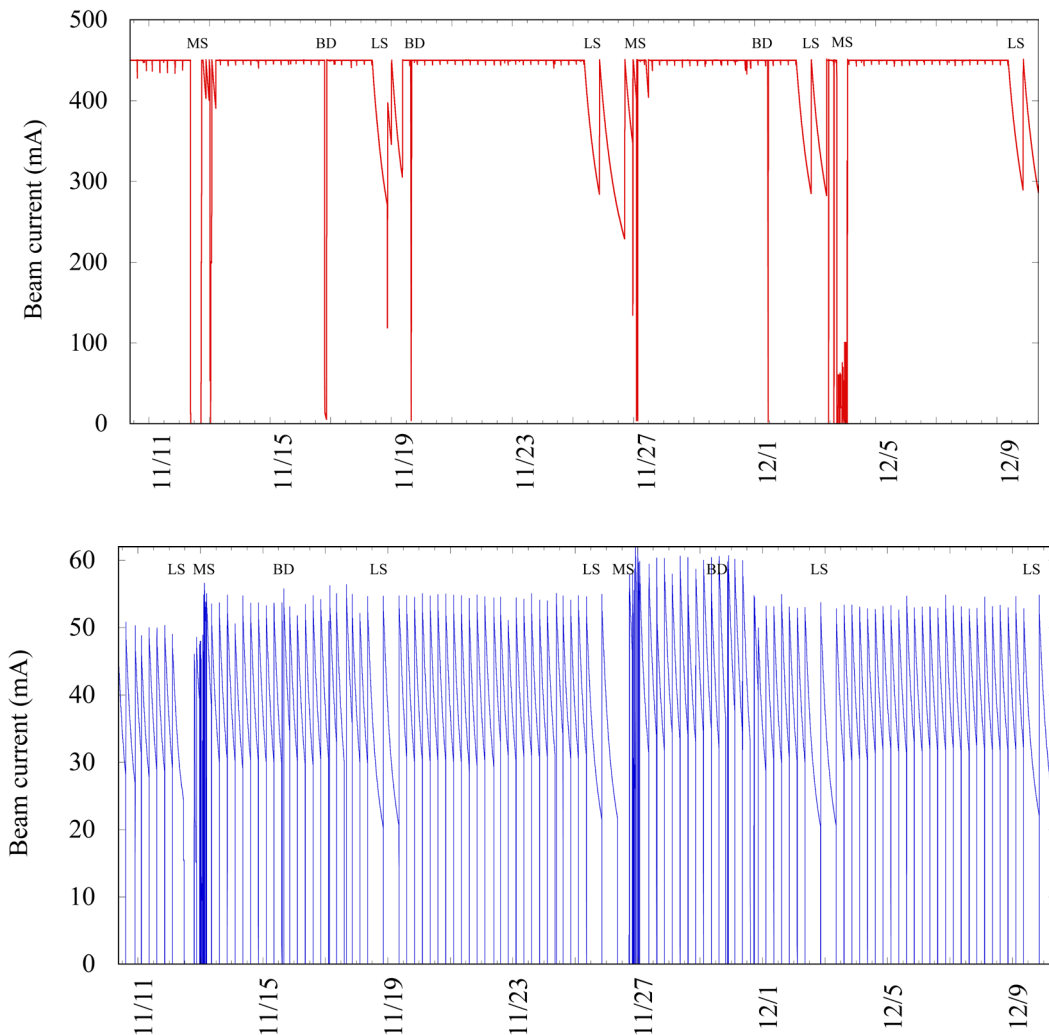 500
MS
BD
LS
BD
LS
MS
BD
LS
MS
LS
400
300
200
100
0
Beam current (mA)
11/11
11/15
11/19
11/23
11/27
12/1
12/5
12/9
60
LS
MS
BD
LS
LS
MS
BD
LS
LS
50
40
30
20
10
0
Beam current (mA)
11/11
11/15
11/19
11/23
11/27
12/1
12/5
12/9